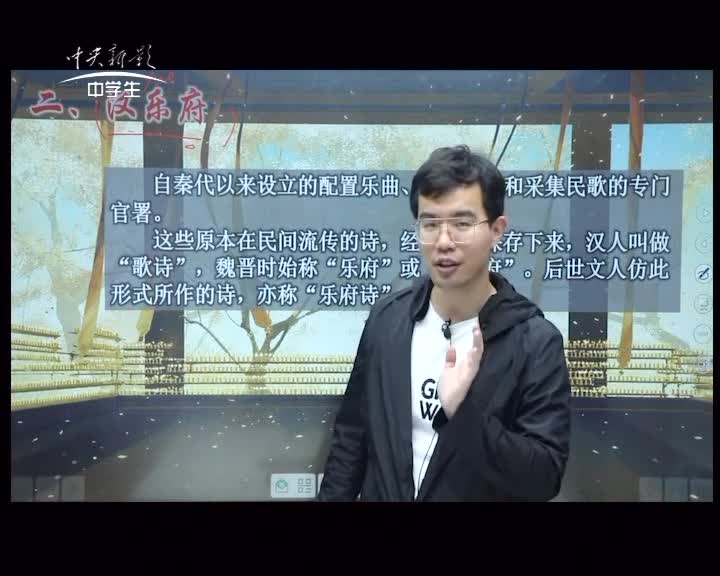 中央新影
中学生
二、汉乐府
自秦代以来设立的配置乐曲、 和采集民歌的专门
官署。
这些原本在民间流传的诗，经 保存下来，汉人叫做
“歌诗”，魏晋时始称“乐府”或 府”。后世文人仿此
形式所作的诗，亦称“乐府诗”